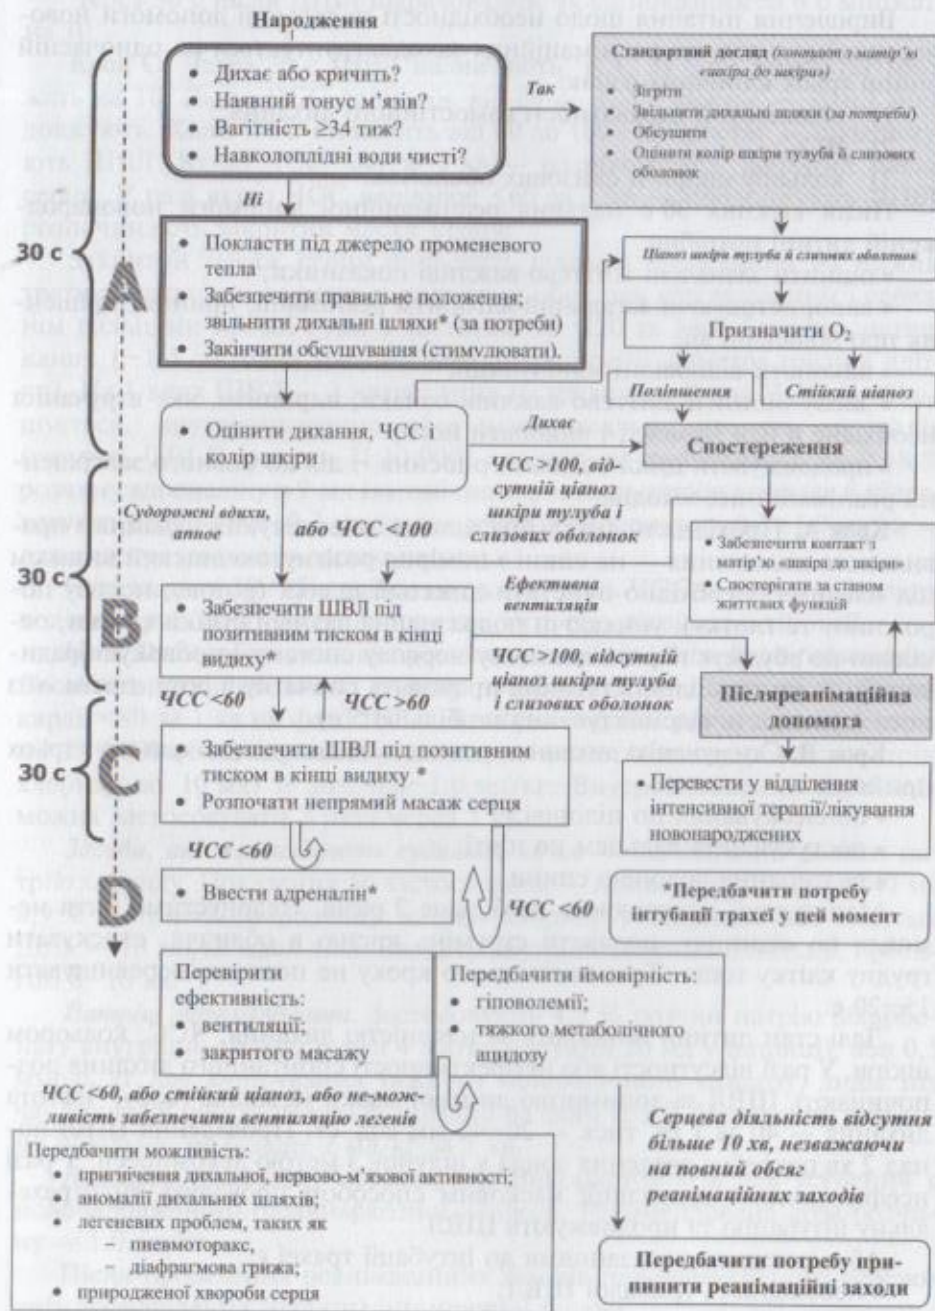 Народження
• Дихає або кричить?
• Наявний тонус м’язів?
• Вагітність ≥34 тиж?
• Навколоплідні води чисті?
Так
Стандартний догляд (контакт з матір’ю
«шкіра до шкіри»)
• Зігріти
• Звільнити дихальні шляхи (за потреби)
• Обсушити
• Оцінити колір шкіри тулуба й слизових
оболонок
Ні
30 с
A
• Покласти під джерело променевого
тепла
• Забезпечити правильне положення;
звільнити дихальні шляхи* (за потреби)
• Закінчити обсушування (стимулювати).
Ціаноз шкіри тулуба й слизових оболонок
Призначити O₂
Поліпшення
Стійкий ціаноз
• Оцінити дихання, ЧСС і
колір шкіри
Дихає
ЧСС >100, від-
сутній ціаноз
шкіри тулуба і
слизових оболонок
Спостереження
Судорожні вдихи,
апное
або ЧСС <100
• Забезпечити контакт з
матір’ю «шкіра до шкіри»
• Спостерігати за станом
життєвих функцій
30 с
B
• Забезпечити ШВЛ під
позитивним тиском в кінці
видиху*
Ефективна
вентиляція
ЧСС >100, відсутній
ціаноз шкіри тулуба
і слизових оболонок
Післяреанімаційна
допомога
ЧСС <60
ЧСС >60
30 с
C
• Забезпечити ШВЛ під позитивним
тиском в кінці видиху *
• Розпочати непрямий масаж серця
• Перевести у відділення
інтенсивної терапії/лікування
новонароджених
ЧСС <60
D
• Ввести адреналін*
ЧСС <60
*Передбачити потребу
інтубації трахеї у цей момент
Перевірити
ефективність:
• вентиляції;
• закритого масажу
Передбачити ймовірність:
• гіповолемії;
• тяжкого метаболічного
ацидозу
ЧСС <60, або стійкий ціаноз, або не-мож-
ливість забезпечити вентиляцію легенів
Передбачити можливість:
• пригнічення дихальної, нервово-м’язової активності;
• аномалії дихальних шляхів;
• легеневих проблем, таких як
– пневмоторакс,
– діафрагмова грижа;
• природженої хвороби серця
Серцева діяльність відсутня
більше 10 хв, незважаючи
на повний обсяг
реанімаційних заходів
Передбачити потребу при-
пинити реанімаційні заходи